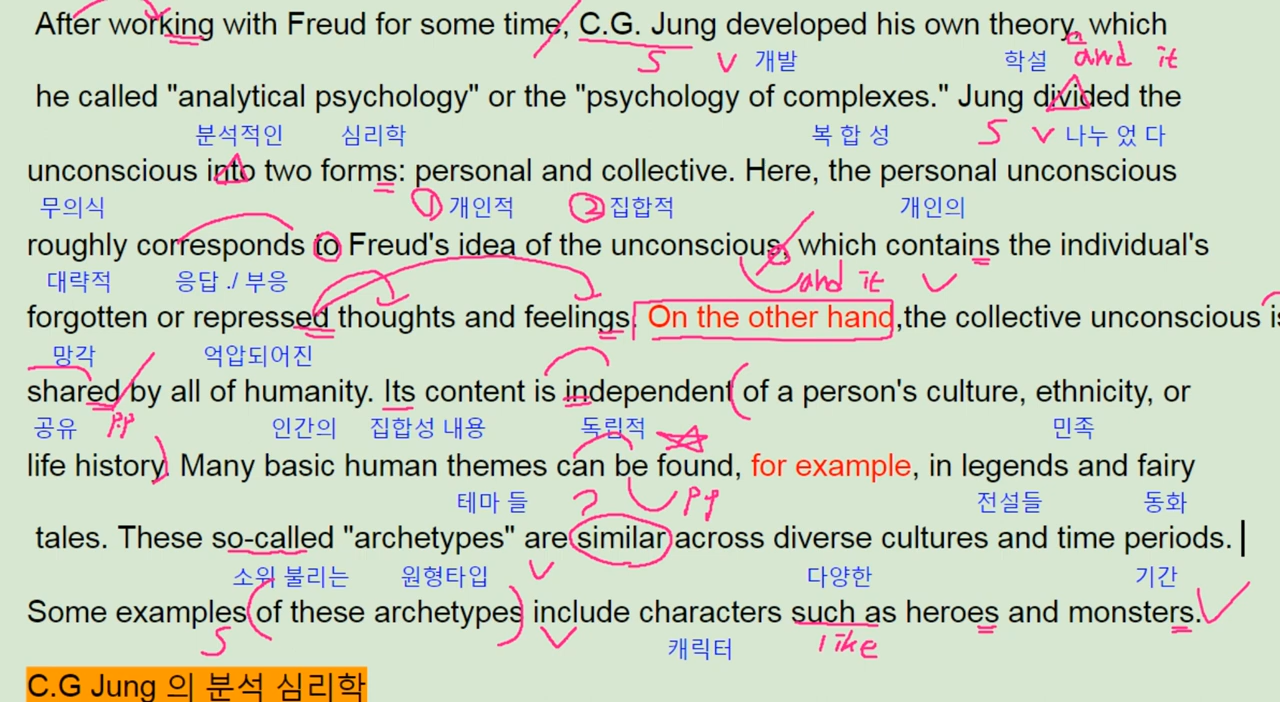 After working with Freud for some time, C.G. Jung developed his own theory, which
S V 개발 학설 and it
he called "analytical psychology" or the "psychology of complexes." Jung divided the
분석적인 심리학 복 합 성 S V 나누 었 다
unconscious into two forms: personal and collective. Here, the personal unconscious
무의식 ① 개인적 ② 집합적 개인의
roughly corresponds to Freud's idea of the unconscious, which contains the individual's
대략적 응답 ./ 부응 and it V
forgotten or repressed thoughts and feelings. On the other hand,the collective unconscious is
망각 억압되어진
shared by all of humanity. Its content is independent of a person's culture, ethnicity, or
공유 p.p 인간의 집합성 내용 독립적 민족
life history. Many basic human themes can be found, for example, in legends and fairy
테마 들 pp 전설들 동화
tales. These so-called "archetypes" are similar across diverse cultures and time periods.
소위 불리는 원형타입 V 다양한 기간
Some examples of these archetypes include characters such as heroes and monsters.
S V 캐릭터 like
C.G Jung 의 분석 심리학